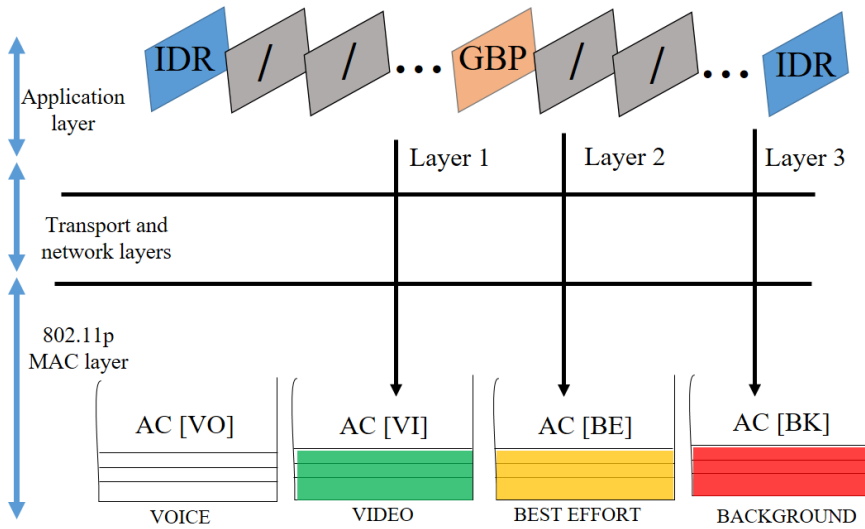 IDR / / ... GBP / / ... IDR
Application
layer
Layer 1
Layer 2
Layer 3
Transport and
network layers
802.11p
MAC layer
AC [VO]
AC [VI]
AC [BE]
AC [BK]
VOICE
VIDEO
BEST EFFORT
BACKGROUND